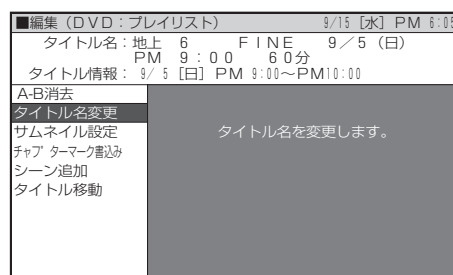 ■編集（DVD：プレイリスト） 9/15［水］PM 6:05
タイトル名：地上 6 FINE 9／5（日）
PM 9：00 60分
タイトル情報： 9/ 5［日］PM 9:00〜PM10:00
A-B消去
タイトル名変更
サムネイル設定
チャプターマーク書込み
シーン追加
タイトル移動
タイトル名を変更します。